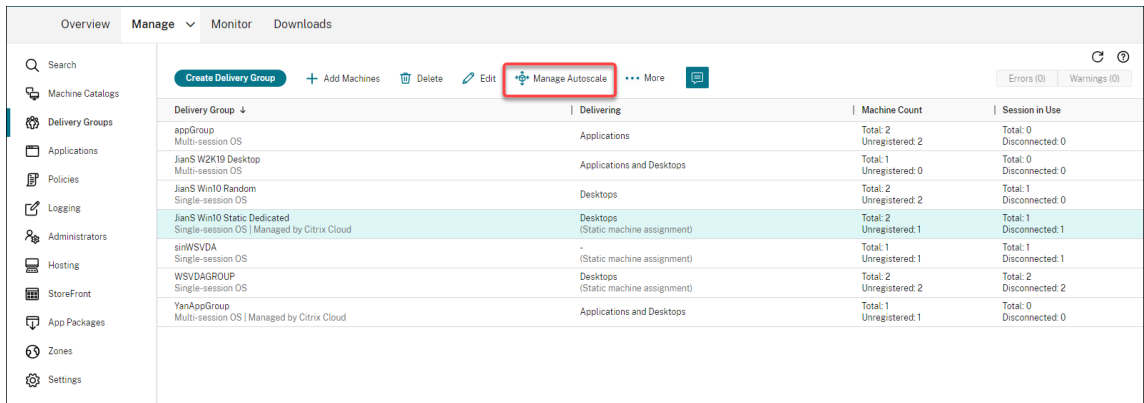 Overview Manage Monitor Downloads
Search
Machine Catalogs
Delivery Groups
Applications
Policies
Logging
Administrators
Hosting
StoreFront
App Packages
Zones
Settings
Create Delivery Group Add Machines Delete Edit Manage Autoscale ••• More
Errors (0) Warnings (0)
Delivery Group ↓ Delivering Machine Count Session in Use
appGroup
Multi-session OS
Applications
Total: 2
Unregistered: 2
Total: 0
Disconnected: 0
JianS W2K19 Desktop
Multi-session OS
Applications and Desktops
Total: 1
Unregistered: 0
Total: 0
Disconnected: 0
JianS Win10 Random
Single-session OS
Desktops
Total: 2
Unregistered: 2
Total: 1
Disconnected: 0
JianS Win10 Static Dedicated
Single-session OS | Managed by Citrix Cloud
Desktops
(Static machine assignment)
Total: 2
Unregistered: 1
Total: 1
Disconnected: 1
sinWSVDA
Single-session OS
-
(Static machine assignment)
Total: 1
Unregistered: 1
Total: 1
Disconnected: 1
WSVDAGROUP
Single-session OS
Desktops
(Static machine assignment)
Total: 2
Unregistered: 2
Total: 2
Disconnected: 2
YanAppGroup
Multi-session OS | Managed by Citrix Cloud
Applications and Desktops
Total: 1
Unregistered: 1
Total: 0
Disconnected: 0